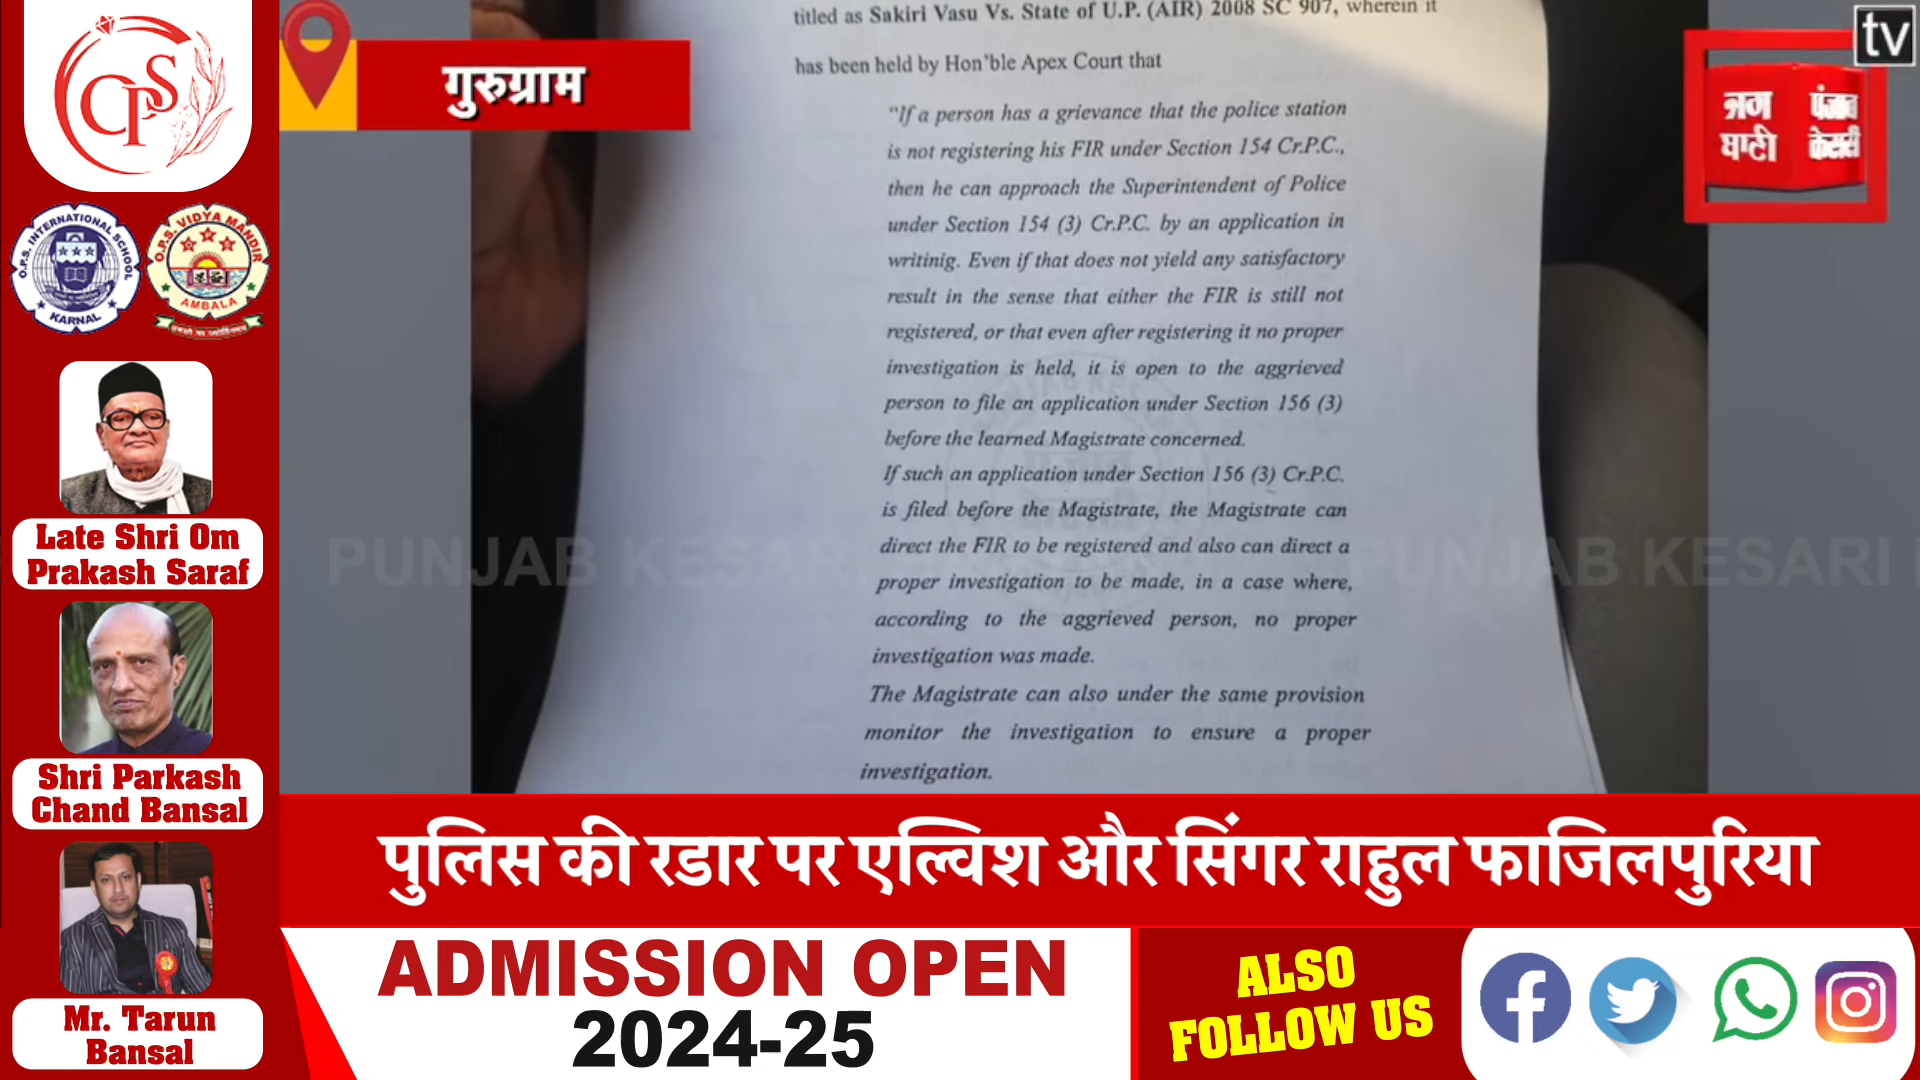 titled as Sakiri Vasu Vs. State of U.P. (AIR) 2008 SC 907, wherein it
has been held by Hon'ble Apex Court that
"If a person has a grievance that the police station
is not registering his FIR under Section 154 Cr.P.C.,
then he can approach the Superintendent of Police
under Section 154 (3) Cr.P.C. by an application in
writinig. Even if that does not yield any satisfactory
result in the sense that either the FIR is still not
registered, or that even after registering it no proper
investigation is held, it is open to the aggrieved
person to file an application under Section 156 (3)
before the learned Magistrate concerned.
If such an application under Section 156 (3) Cr.P.C.
is filed before the Magistrate, the Magistrate can
direct the FIR to be registered and also can direct a
proper investigation to be made, in a case where,
according to the aggrieved person, no proper
investigation was made.
The Magistrate can also under the same provision
monitor the investigation to ensure a proper
investigation.
गुरुग्राम
tv
ਜਗ ਬਾਣੀ
पंजाब केसरी
PUNJAB KESARI
PUNJAB KESARI
OPS
O.P.S. INTERNATIONAL SCHOOL
KARNAL
O.P.S. VIDYA MANDIR
AMBALA
Late Shri Om
Prakash Saraf
Shri Parkash
Chand Bansal
Mr. Tarun
Bansal
पुलिस की रडार पर एल्विश और सिंगर राहुल फाजिलपुरिया
ADMISSION OPEN
2024-25
ALSO
FOLLOW US